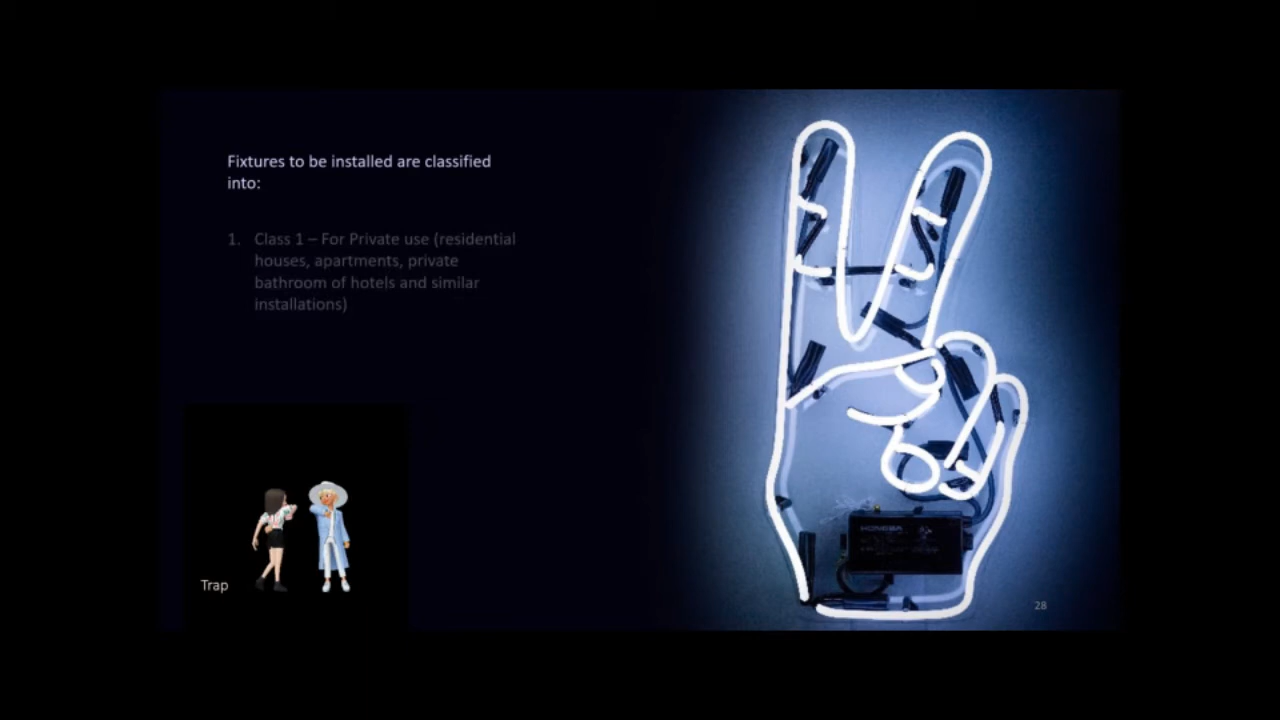 Fixtures to be installed are classified
into:
1. Class 1 – For Private use (residential
houses, apartments, private
bathroom of hotels and similar
installations)
Trap
28